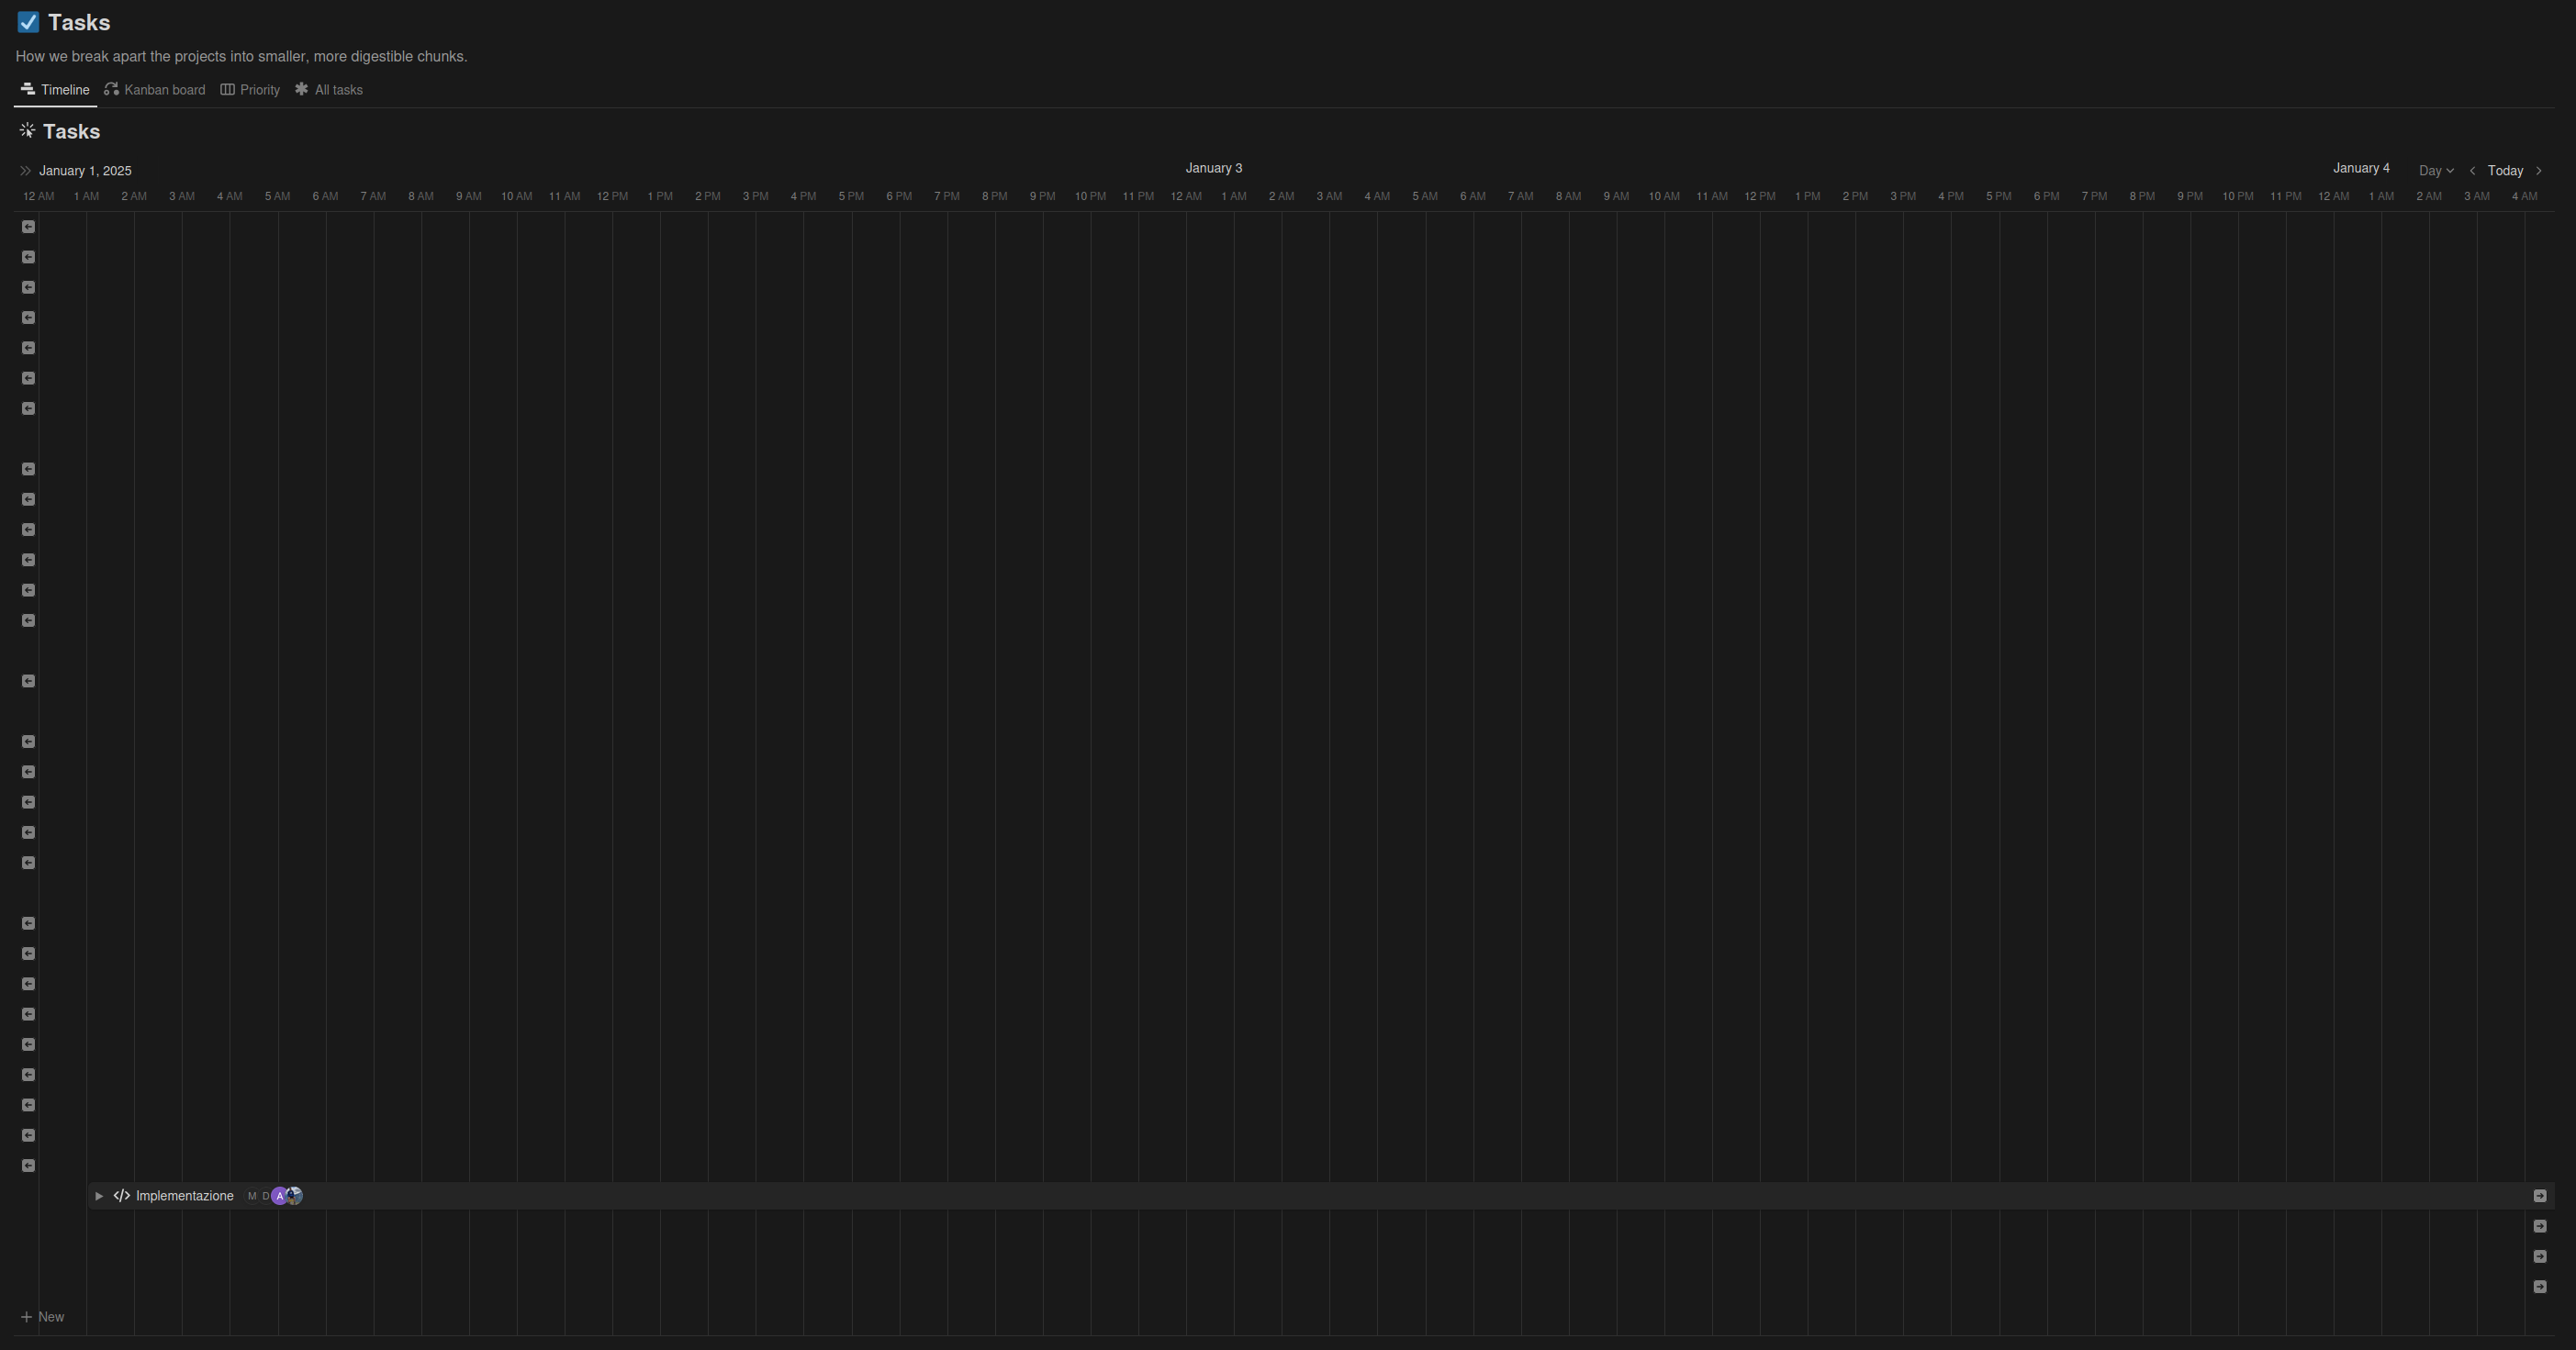 Tasks
How we break apart the projects into smaller, more digestible chunks.
Timeline Kanban board Priority All tasks
Tasks
January 1, 2025 January 3 January 4 Day Today
12 AM 1 AM 2 AM 3 AM 4 AM 5 AM 6 AM 7 AM 8 AM 9 AM 10 AM 11 AM 12 PM 1 PM 2 PM 3 PM 4 PM 5 PM 6 PM 7 PM 8 PM 9 PM 10 PM 11 PM 12 AM 1 AM 2 AM 3 AM 4 AM 5 AM 6 AM 7 AM 8 AM 9 AM 10 AM 11 AM 12 PM 1 PM 2 PM 3 PM 4 PM 5 PM 6 PM 7 PM 8 PM 9 PM 10 PM 11 PM 12 AM 1 AM 2 AM 3 AM 4 AM
</> Implementazione M D A
+ New